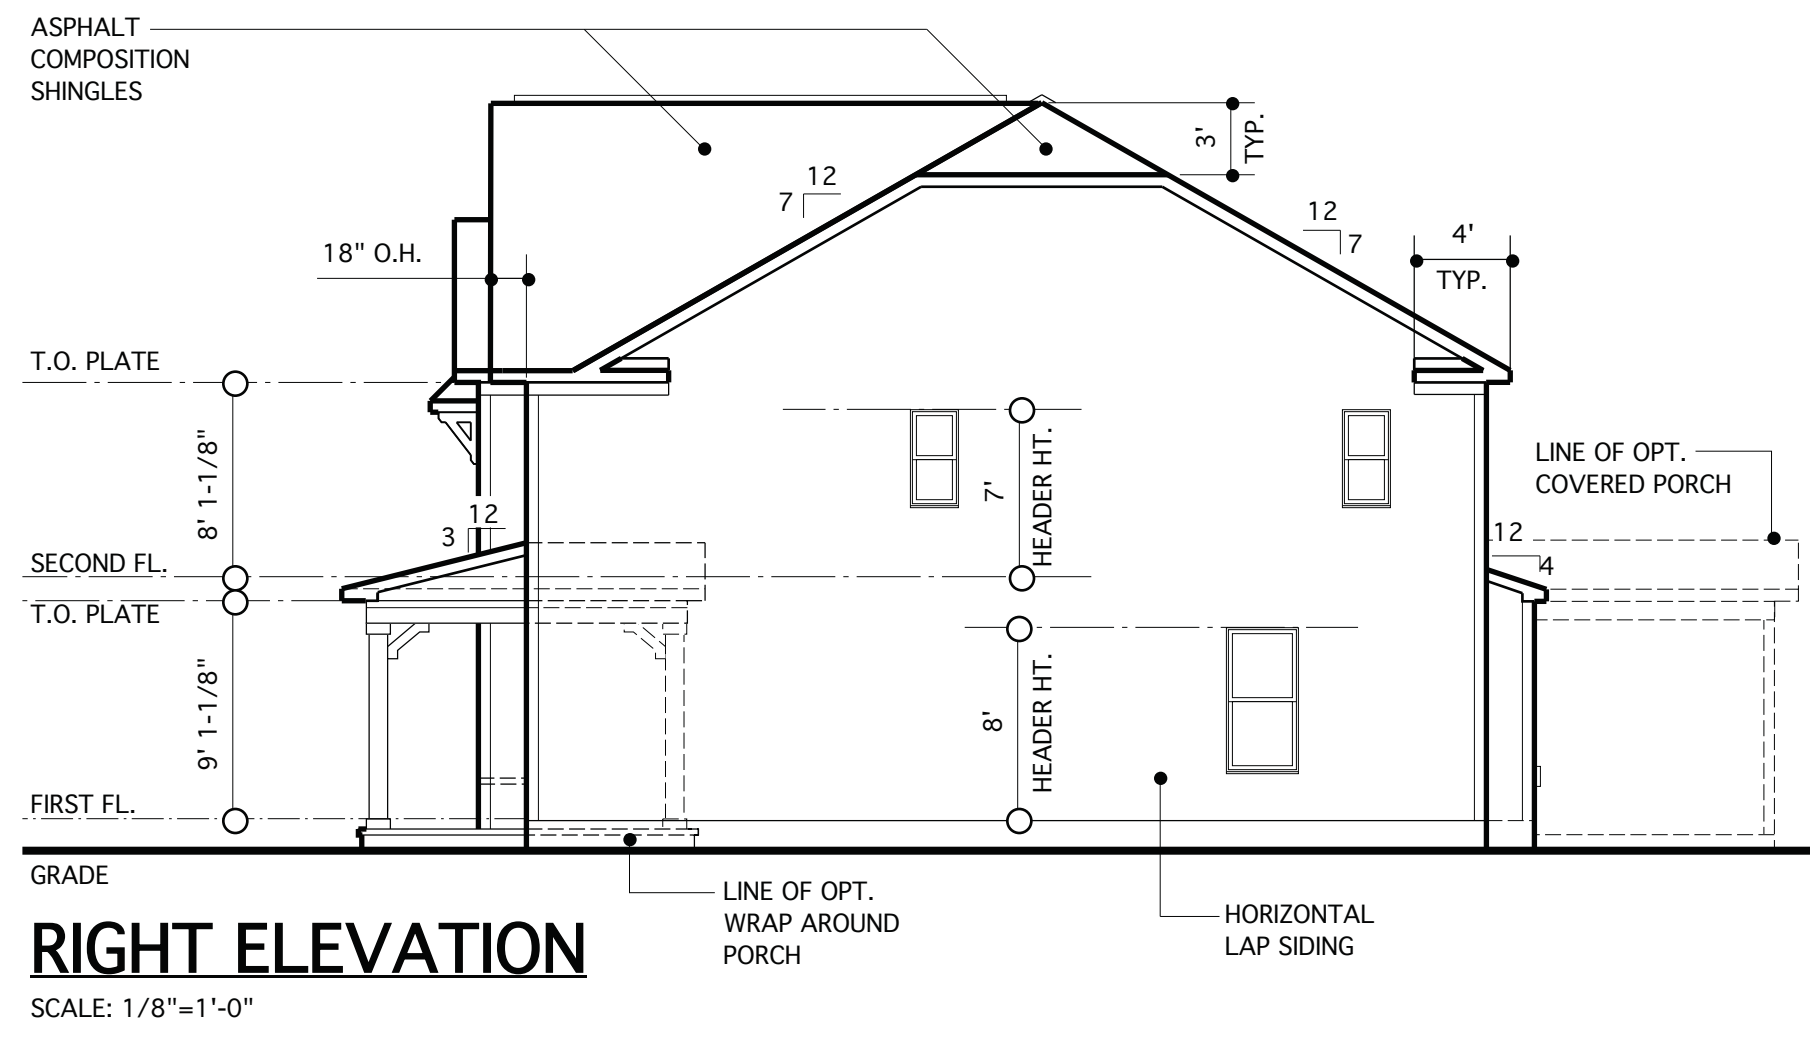 ASPHALT
COMPOSITION
SHINGLES
3'
TYP.
12
7
12
7
4'
TYP.
18" O.H.
T.O. PLATE
8' 1-1/8"
7'
HEADER HT.
LINE OF OPT.
COVERED PORCH
12
3
12
4
SECOND FL.
T.O. PLATE
9' 1-1/8"
8'
HEADER HT.
FIRST FL.
GRADE
LINE OF OPT.
WRAP AROUND
PORCH
HORIZONTAL
LAP SIDING
RIGHT ELEVATION
SCALE: 1/8"=1'-0"